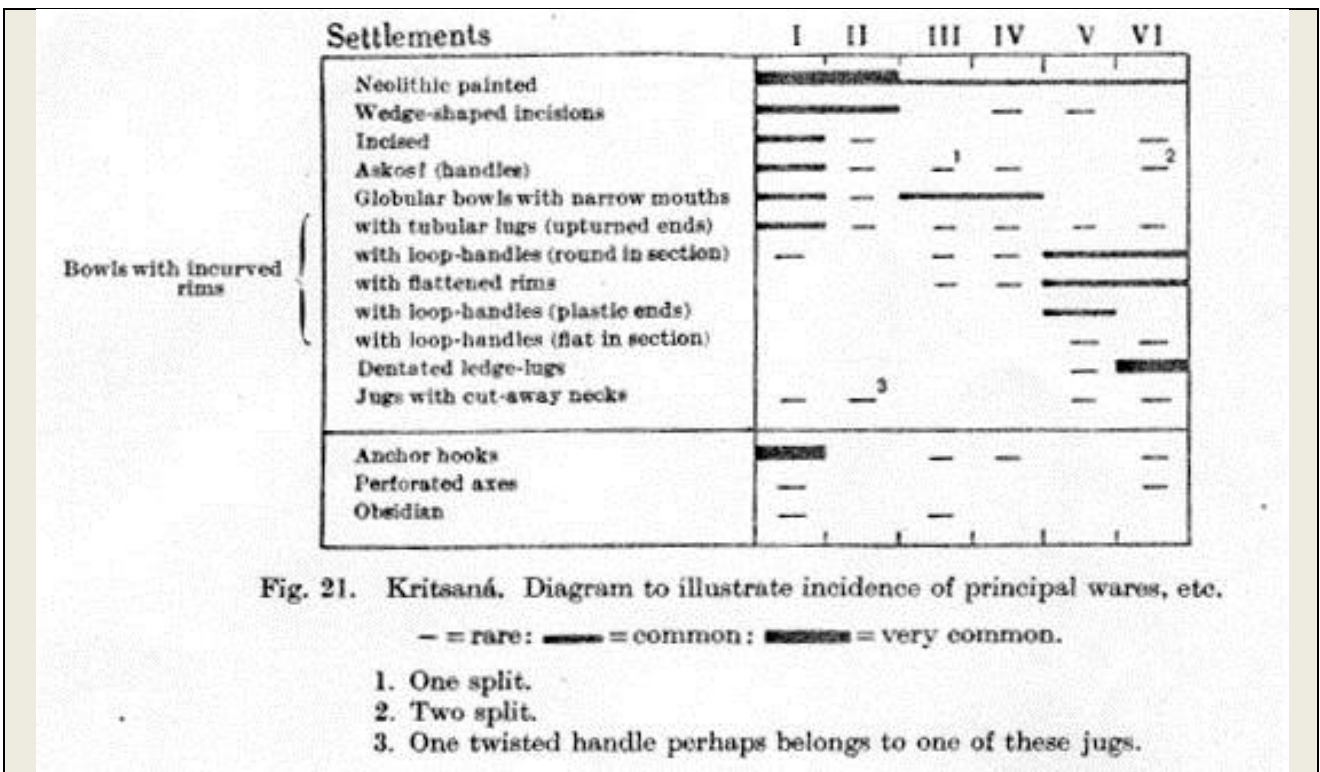 Settlements I II III IV V VI
Neolithic painted
Wedge-shaped incisions
Incised
Askos? (handles) 1 2
Globular bowls with narrow mouths
with tubular lugs (upturned ends)
with loop-handles (round in section)
Bowls with incurved
rims
with flattened rims
with loop-handles (plastic ends)
with loop-handles (flat in section)
Dentated ledge-lugs
Jugs with cut-away necks 3
Anchor hooks
Perforated axes
Obsidian
Fig. 21. Kritsaná. Diagram to illustrate incidence of principal wares, etc.
— = rare: = common: = very common.
1. One split.
2. Two split.
3. One twisted handle perhaps belongs to one of these jugs.